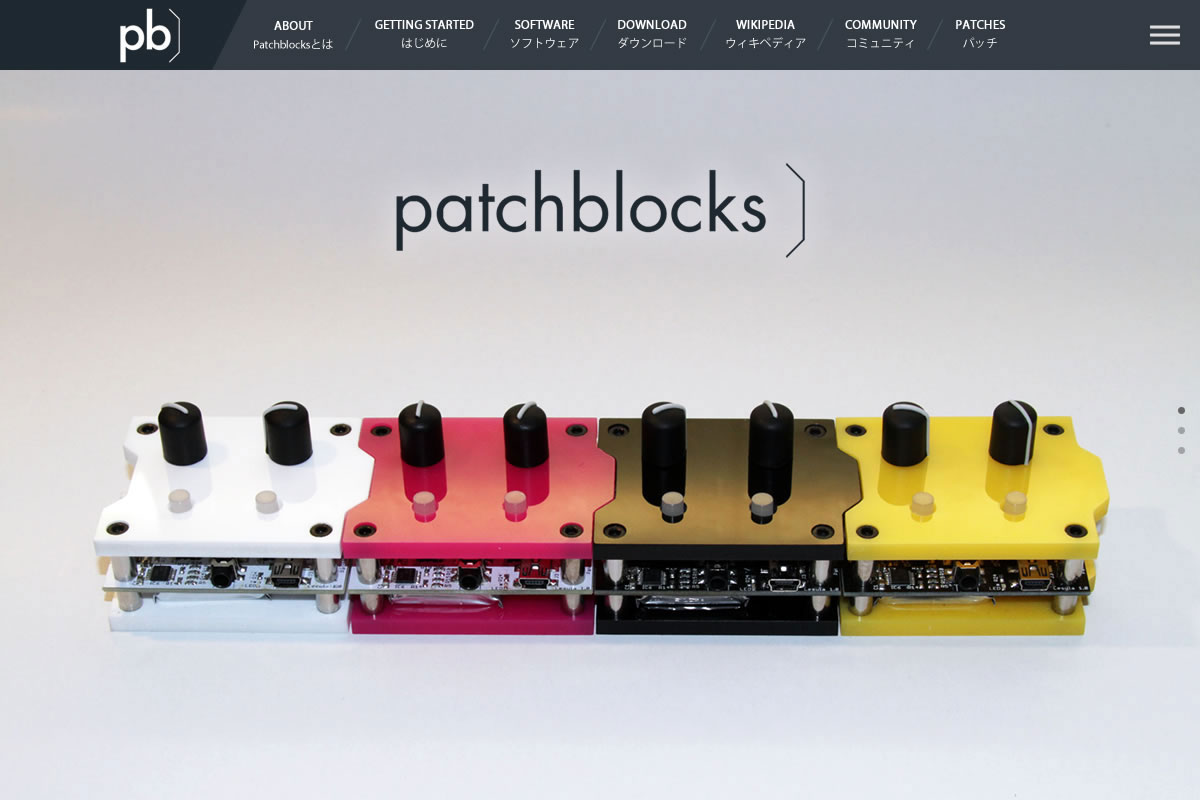 pb
ABOUT
Patchblocksとは
GETTING STARTED
はじめに
SOFTWARE
ソフトウェア
DOWNLOAD
ダウンロード
WIKIPEDIA
ウィキペディア
COMMUNITY
コミュニティ
PATCHES
パッチ
patchblocks